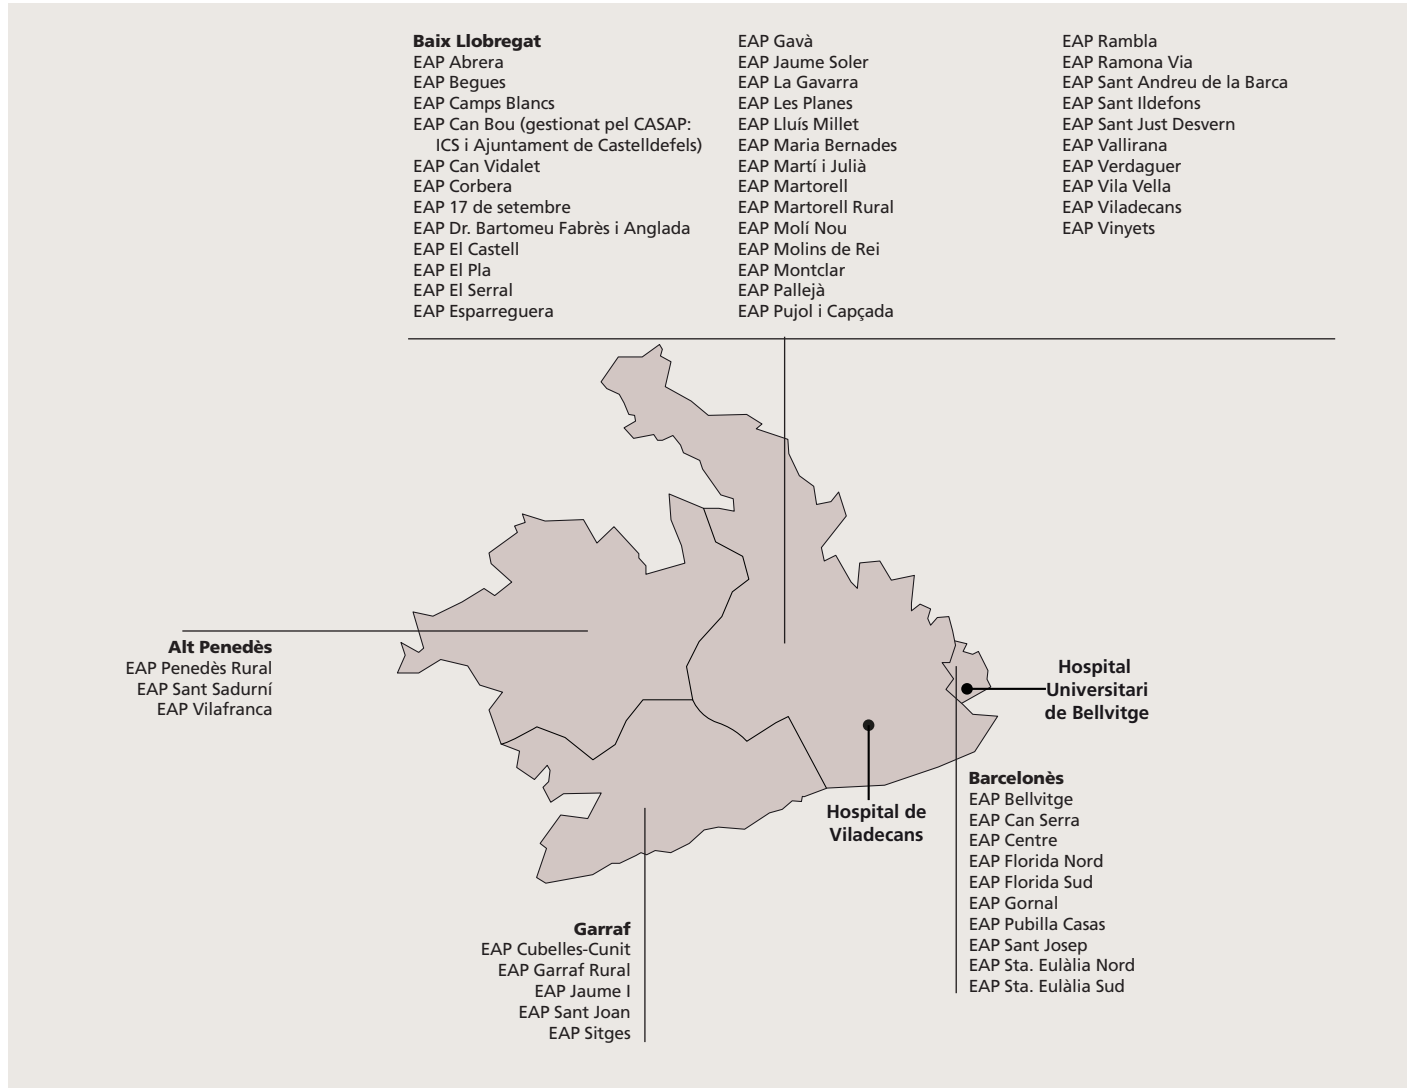 Baix Llobregat
EAP Abrera
EAP Begues
EAP Camps Blancs
EAP Can Bou (gestionat pel CASAP:
ICS i Ajuntament de Castelldefels)
EAP Can Vidalet
EAP Corbera
EAP 17 de setembre
EAP Dr. Bartomeu Fabrès i Anglada
EAP El Castell
EAP El Pla
EAP El Serral
EAP Esparreguera
EAP Gavà
EAP Jaume Soler
EAP La Gavarra
EAP Les Planes
EAP Lluís Millet
EAP Maria Bernades
EAP Martí i Julià
EAP Martorell
EAP Martorell Rural
EAP Molí Nou
EAP Molins de Rei
EAP Montclar
EAP Pallejà
EAP Pujol i Capçada
EAP Rambla
EAP Ramona Via
EAP Sant Andreu de la Barca
EAP Sant Ildefons
EAP Sant Just Desvern
EAP Vallirana
EAP Verdaguer
EAP Vila Vella
EAP Viladecans
EAP Vinyets
Alt Penedès
EAP Penedès Rural
EAP Sant Sadurní
EAP Vilafranca
Hospital
Universitari
de Bellvitge
Hospital de
Viladecans
Barcelonès
EAP Bellvitge
EAP Can Serra
EAP Centre
EAP Florida Nord
EAP Florida Sud
EAP Gornal
EAP Pubilla Casas
EAP Sant Josep
EAP Sta. Eulàlia Nord
EAP Sta. Eulàlia Sud
Garraf
EAP Cubelles-Cunit
EAP Garraf Rural
EAP Jaume I
EAP Sant Joan
EAP Sitges